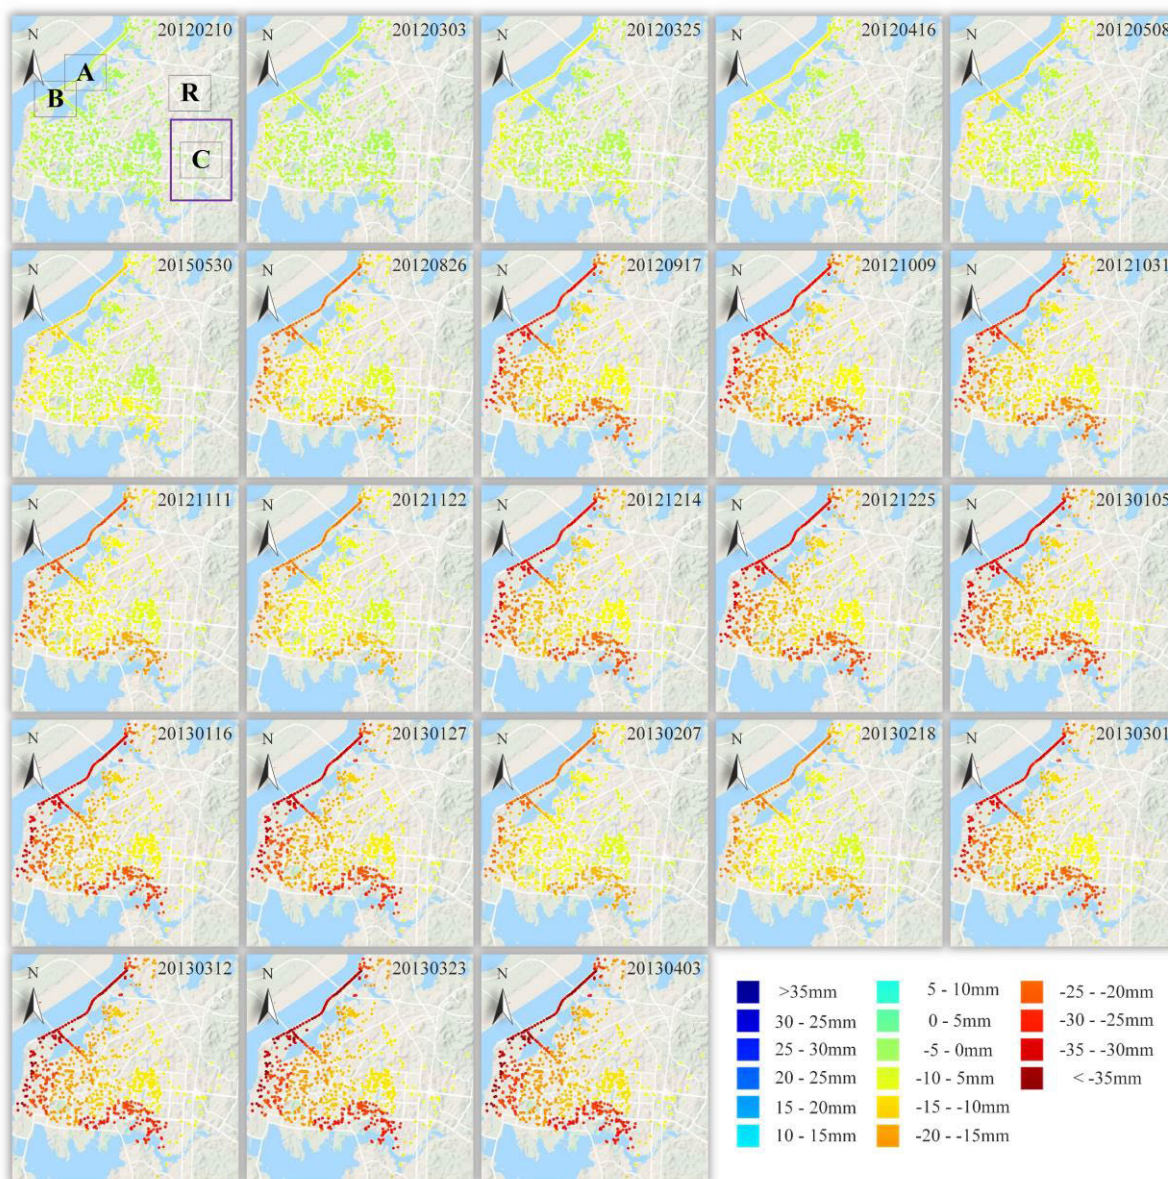 20120210
20120303
20120325
20120416
20120508
N
N
N
N
N
A
B
R
C
20150530
20120826
20120917
20121009
20121031
N
N
N
N
N
20121111
20121122
20121214
20121225
20130105
N
N
N
N
N
20130116
20130127
20130207
20130218
20130301
N
N
N
N
N
20130312
20130323
20130403
N
N
N
>35mm
30 - 25mm
25 - 30mm
20 - 25mm
15 - 20mm
10 - 15mm
5 - 10mm
0 - 5mm
-5 - 0mm
-10 - 5mm
-15 - -10mm
-20 - -15mm
-25 - -20mm
-30 - -25mm
-35 - -30mm
< -35mm